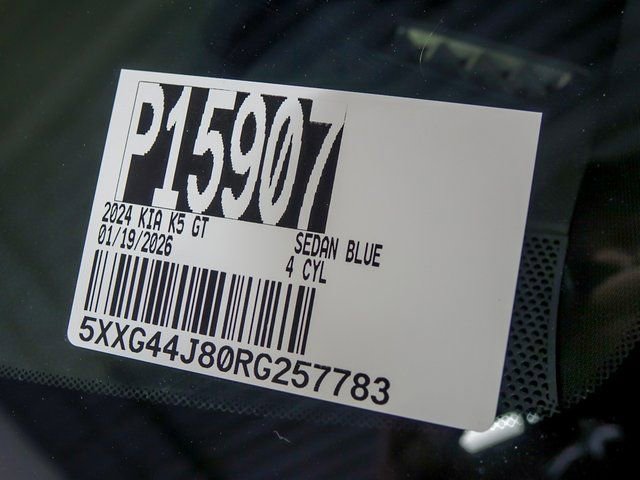 P15907
2024 KIA K5 GT
01/19/2026 SEDAN BLUE
4 CYL
5XXG44J80RG257783